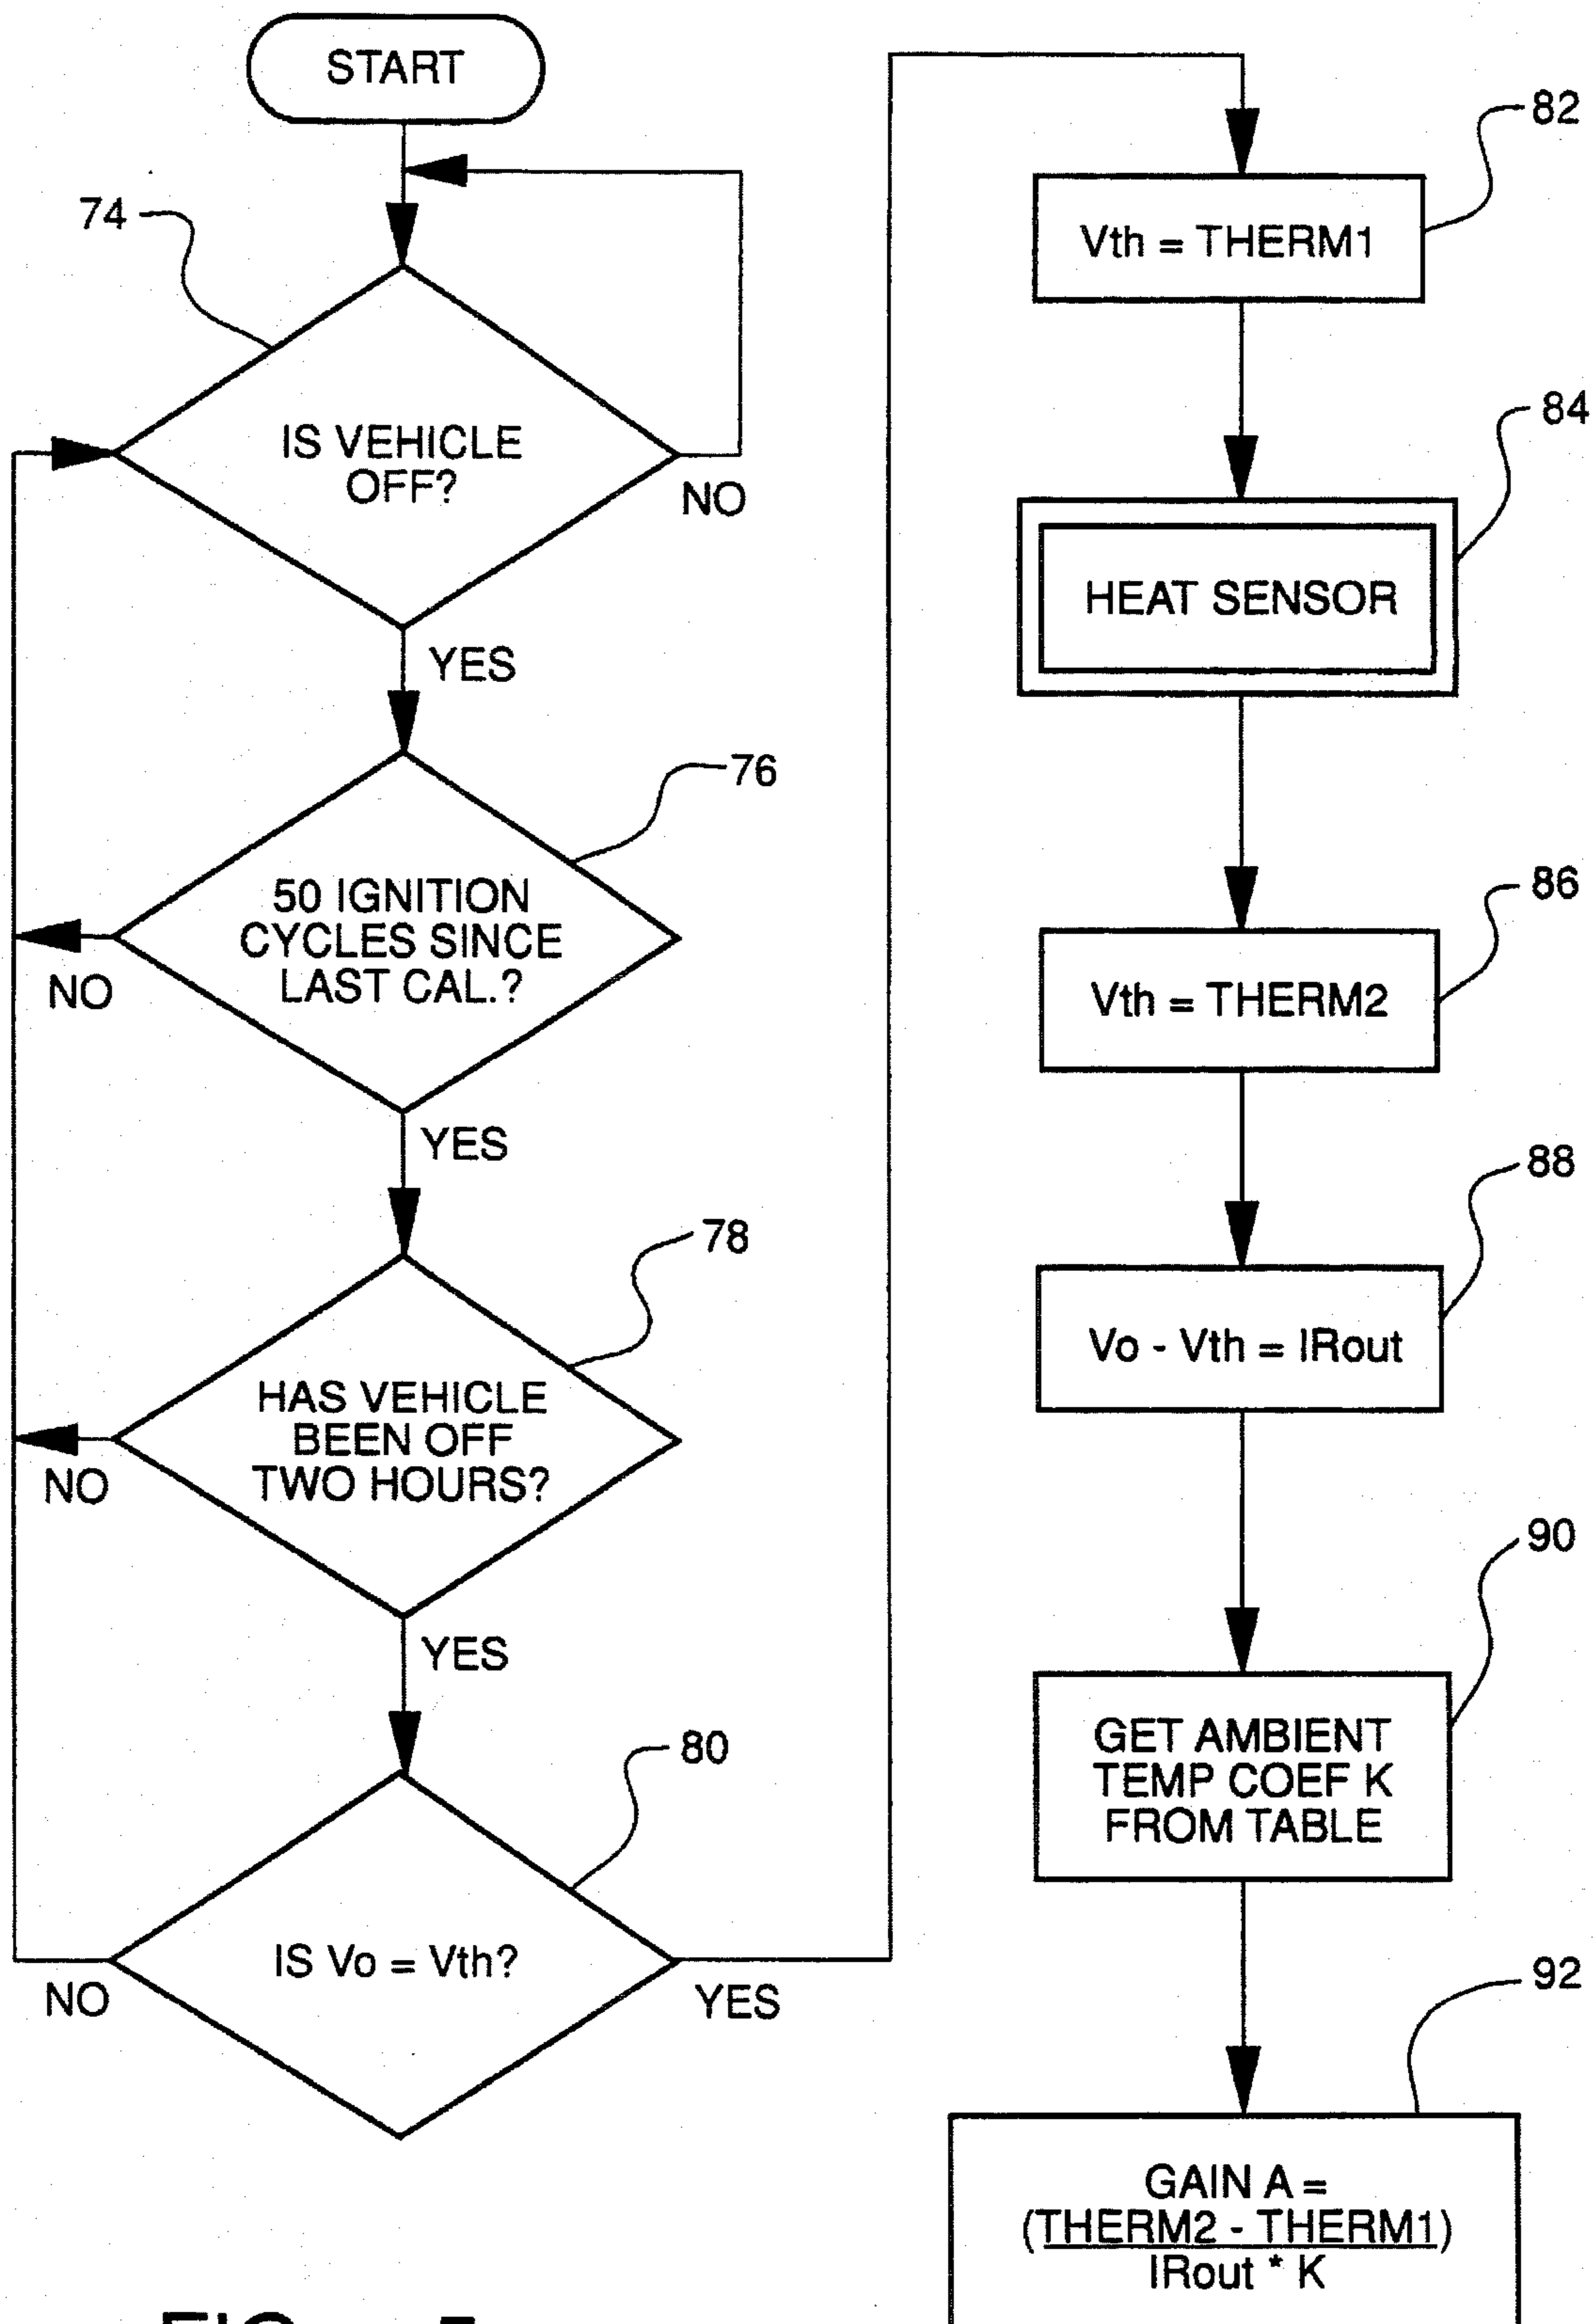 START
74
IS VEHICLE
OFF?
NO
YES
76
50 IGNITION
CYCLES SINCE
LAST CAL.?
NO
YES
78
HAS VEHICLE
BEEN OFF
TWO HOURS?
NO
YES
80
IS Vo = Vth?
NO
YES
82
Vth = THERM1
84
HEAT SENSOR
86
Vth = THERM2
88
Vo - Vth = IRout
90
GET AMBIENT
TEMP COEF K
FROM TABLE
92
GAIN A =
(THERM2 - THERM1)
IRout * K